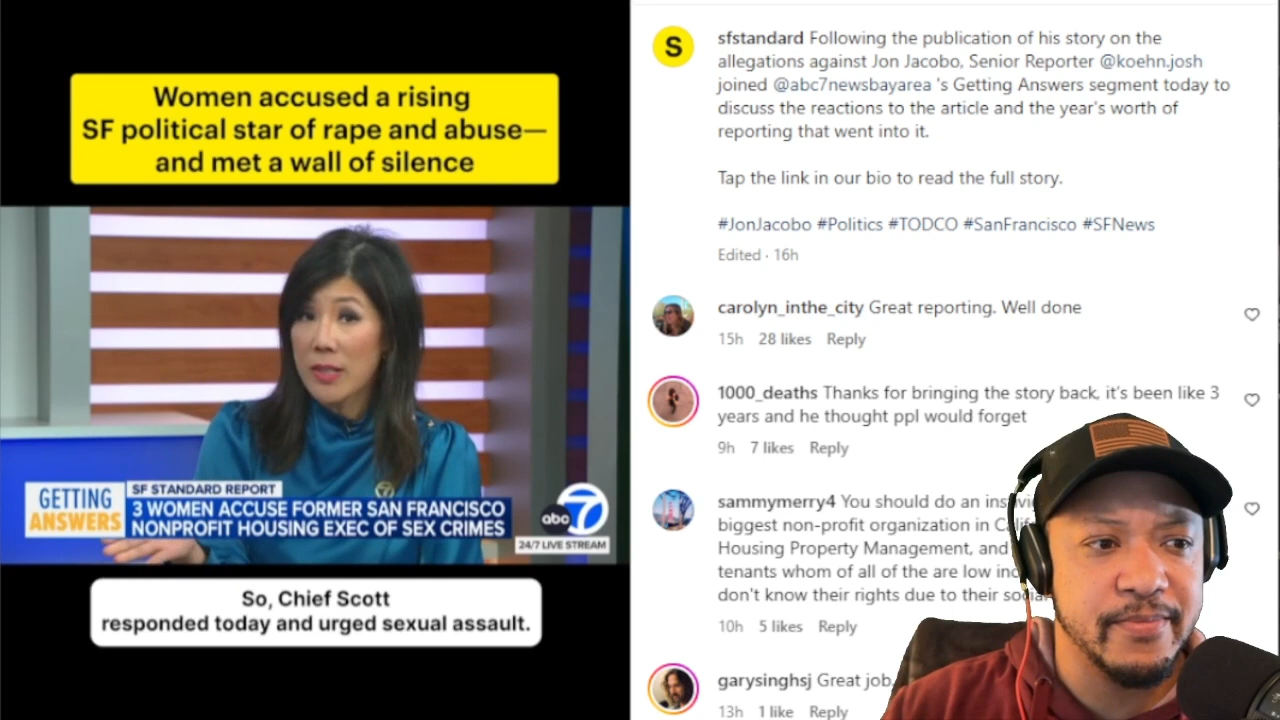 Women accused a rising
SF political star of rape and abuse—
and met a wall of silence
GETTING
ANSWERS
SF STANDARD REPORT
3 WOMEN ACCUSE FORMER SAN FRANCISCO
NONPROFIT HOUSING EXEC OF SEX CRIMES
abc 7
24/7 LIVE STREAM
So, Chief Scott
responded today and urged sexual assault.
S
sfstandard Following the publication of his story on the
allegations against Jon Jacobo, Senior Reporter @koehn.josh
joined @abc7newsbayarea 's Getting Answers segment today to
discuss the reactions to the article and the year's worth of
reporting that went into it.
Tap the link in our bio to read the full story.
#JonJacobo #Politics #TODCO #SanFrancisco #SFNews
Edited · 16h
carolyn_inthe_city Great reporting. Well done
15h 28 likes Reply
1000_deaths Thanks for bringing the story back, it's been like 3
years and he thought ppl would forget
9h 7 likes Reply
sammymerry4 You should do an
biggest non-profit organization in
Housing Property Management, and
tenants whom of all of the are low
don't know their rights due to their
10h 5 likes Reply
garysinghsj Great job.
13h 1 like Reply